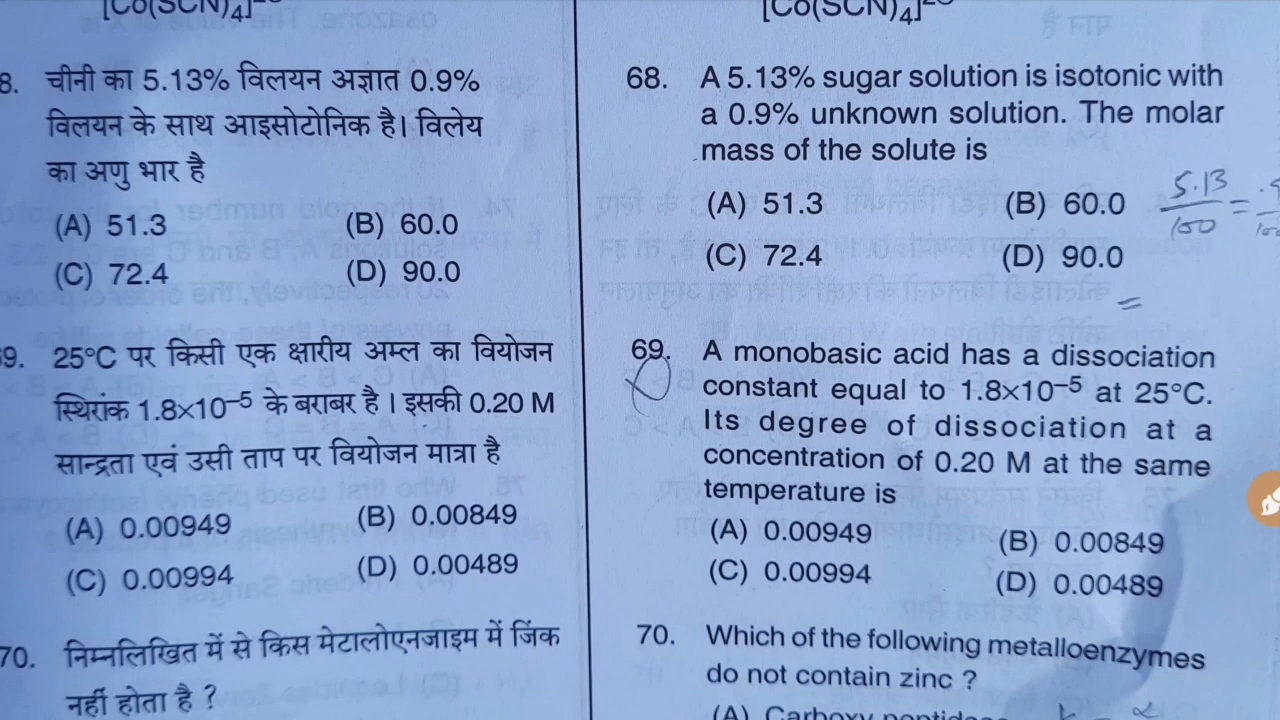 [Co(SCN)4]
8. चीनी का 5.13% विलयन अज्ञात 0.9%
विलयन के साथ आइसोटोनिक है। विलेय
का अणु भार है
(A) 51.3 (B) 60.0
(C) 72.4 (D) 90.0
59. 25°C पर किसी एक क्षारीय अम्ल का वियोजन
स्थिरांक 1.8×10⁻⁵ के बराबर है । इसकी 0.20 M
सान्द्रता एवं उसी ताप पर वियोजन मात्रा है
(A) 0.00949 (B) 0.00849
(C) 0.00994 (D) 0.00489
70. निम्नलिखित में से किस मेटालोएनजाइम में जिंक
नहीं होता है ?
[Co(SCN)4]
68. A 5.13% sugar solution is isotonic with
a 0.9% unknown solution. The molar
mass of the solute is
(A) 51.3 (B) 60.0
(C) 72.4 (D) 90.0
5.13
100 =
69. A monobasic acid has a dissociation
constant equal to 1.8×10⁻⁵ at 25°C.
Its degree of dissociation at a
concentration of 0.20 M at the same
temperature is
(A) 0.00949 (B) 0.00849
(C) 0.00994 (D) 0.00489
70. Which of the following metalloenzymes
do not contain zinc ?
(A) Carboxy